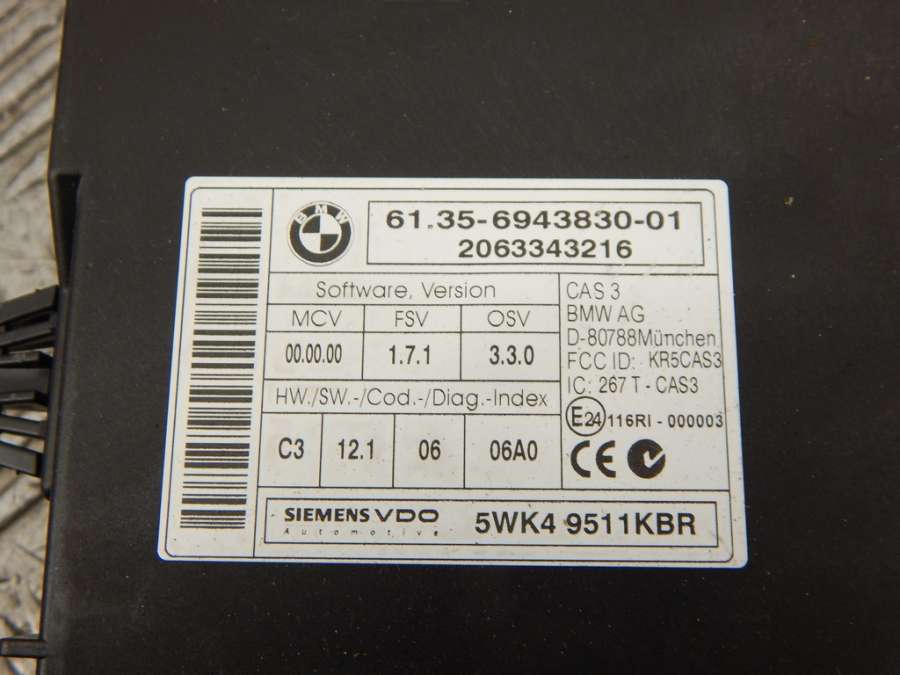 BMW
61.35-6943830-01
2063343216
Software, Version
MCV FSV OSV
00.00.00 1.7.1 3.3.0
HW./SW.-/Cod.-/Diag.-Index
C3 12.1 06 06A0
CAS 3
BMW AG
D-80788München
FCC ID: KR5CAS3
IC: 267 T - CAS3
E24 116RI - 000003
CE
SIEMENS VDO
Automotive
5WK4 9511KBR